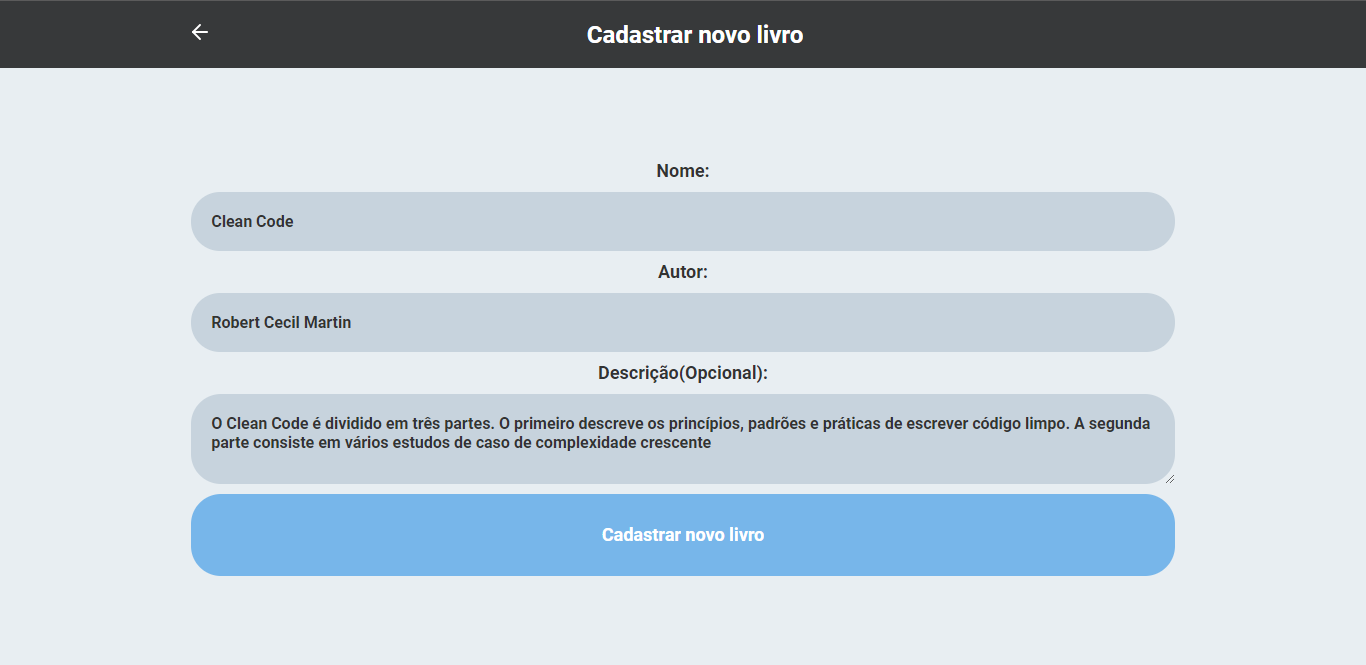 Cadastrar novo livro
Nome:
Clean Code
Autor:
Robert Cecil Martin
Descrição(Opcional):
O Clean Code é dividido em três partes. O primeiro descreve os princípios, padrões e práticas de escrever código limpo. A segunda
parte consiste em vários estudos de caso de complexidade crescente
Cadastrar novo livro